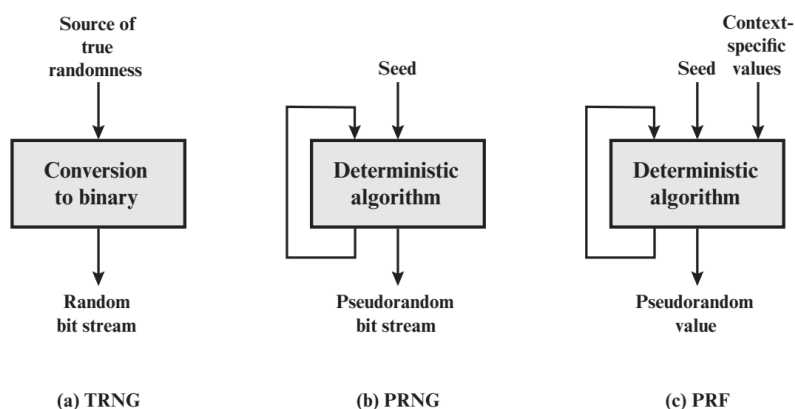 Source of
true
randomness
Conversion
to binary
Random
bit stream
(a) TRNG
Seed
Deterministic
algorithm
Pseudorandom
bit stream
(b) PRNG
Context-
specific
values
Seed
Deterministic
algorithm
Pseudorandom
value
(c) PRF